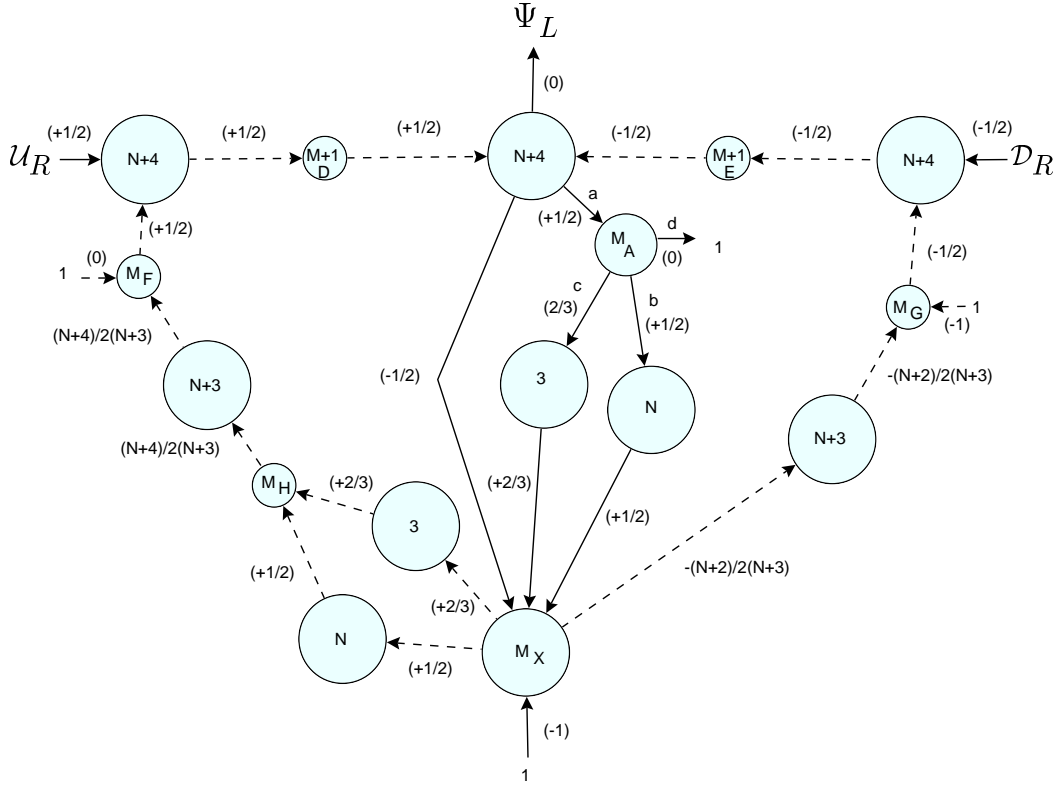 Ψ_L
(0)
(+1/2) (+1/2) (+1/2) (-1/2) (-1/2) (-1/2)
U_R N+4 M+1 D N+4 M+1 E N+4 D_R
a
(+1/2)
M_A d
(0) 1
(+1/2)
(0)
1 M_F
(-1/2)
c
(2/3)
b
(+1/2)
M_G 1
(-1)
(N+4)/2(N+3)
-(N+2)/2(N+3)
(-1/2)
N+3 3 N N+3
(N+4)/2(N+3)
M_H (+2/3) (+2/3)
3 (+1/2)
(+1/2) -(N+2)/2(N+3)
(+2/3)
N M_X
(+1/2)
(-1)
1